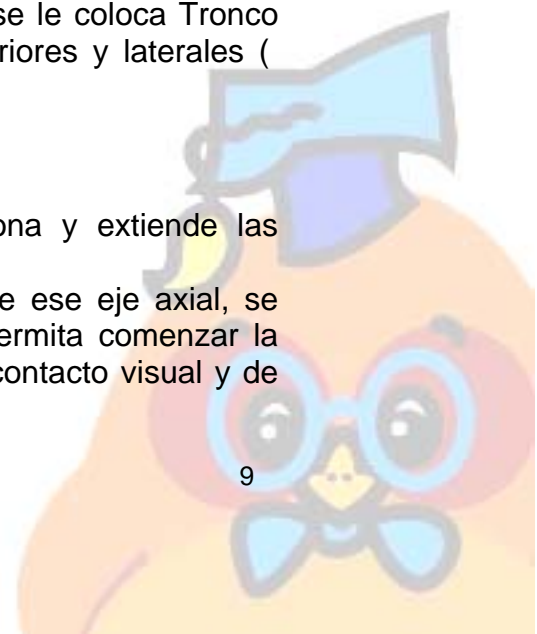 se le coloca Tronco
riores y laterales (
ona y extiende las
e ese eje axial, se
ermita comenzar la
contacto visual y de
9